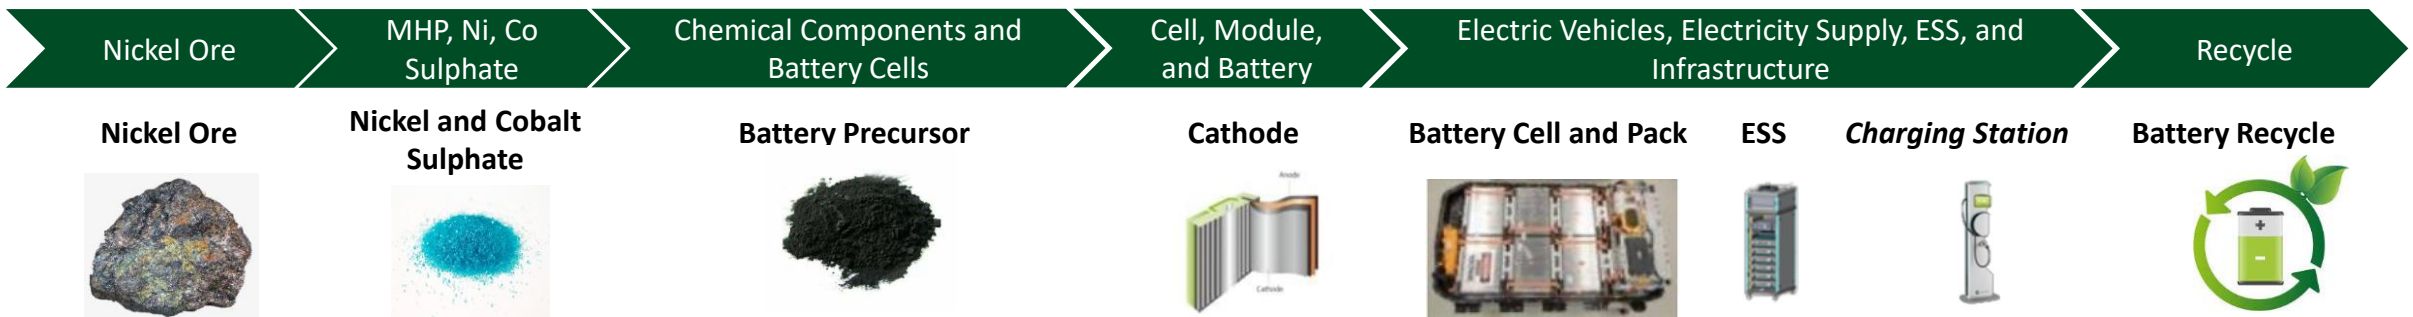 Nickel Ore
MHP, Ni, Co
Sulphate
Chemical Components and
Battery Cells
Cell, Module,
and Battery
Electric Vehicles, Electricity Supply, ESS, and
Infrastructure
Recycle
Nickel Ore
Nickel and Cobalt
Sulphate
Battery Precursor
Cathode
Battery Cell and Pack
ESS
Charging Station
Battery Recycle
Anode
Cathode